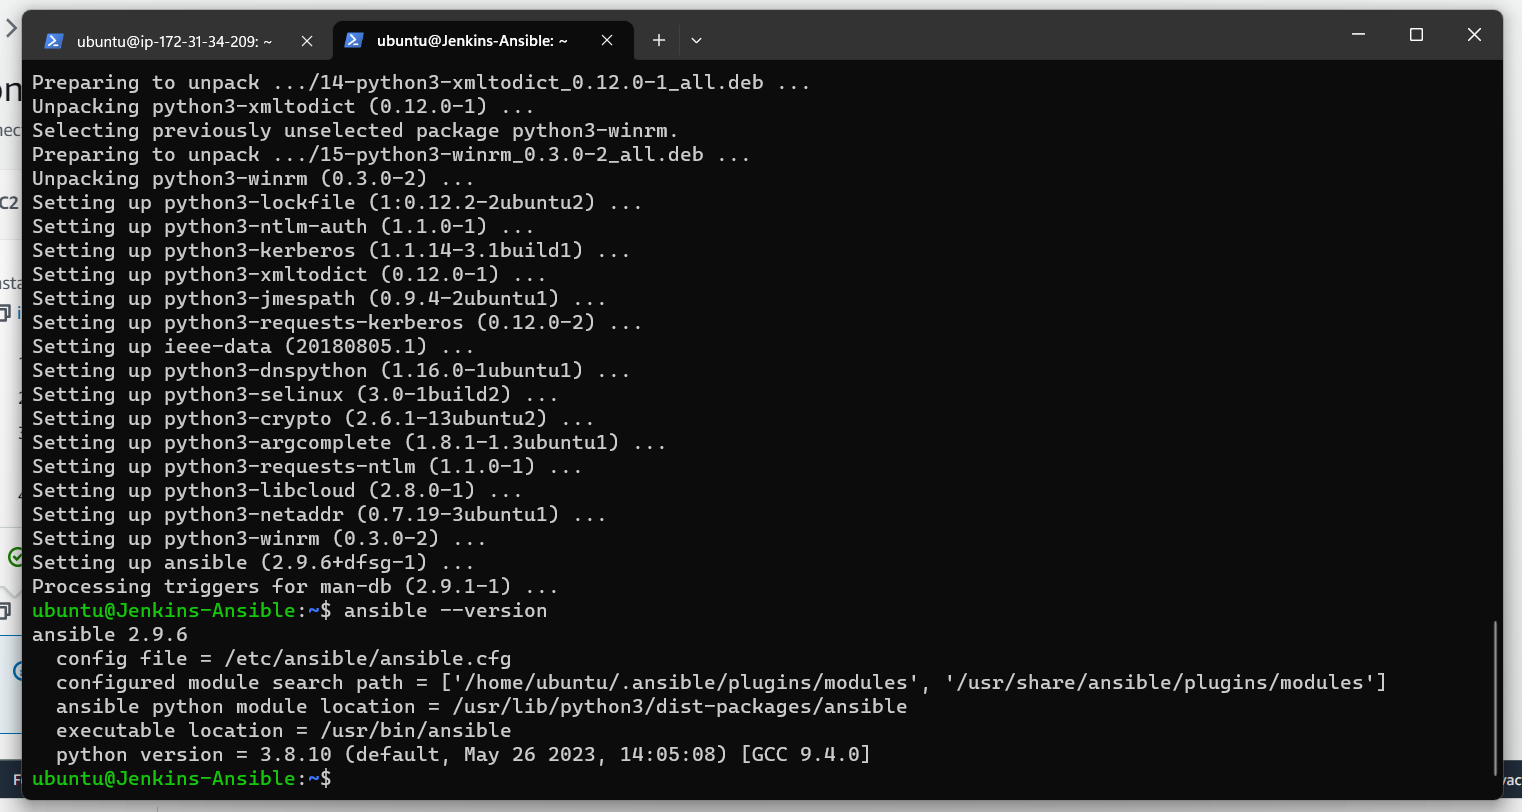 ubuntu@ip-172-31-34-209: ~
ubuntu@Jenkins-Ansible: ~
Preparing to unpack .../14-python3-xmltodict_0.12.0-1_all.deb ...
Unpacking python3-xmltodict (0.12.0-1) ...
Selecting previously unselected package python3-winrm.
Preparing to unpack .../15-python3-winrm_0.3.0-2_all.deb ...
Unpacking python3-winrm (0.3.0-2) ...
Setting up python3-lockfile (1:0.12.2-2ubuntu2) ...
Setting up python3-ntlm-auth (1.1.0-1) ...
Setting up python3-kerberos (1.1.14-3.1build1) ...
Setting up python3-xmltodict (0.12.0-1) ...
Setting up python3-jmespath (0.9.4-2ubuntu1) ...
Setting up python3-requests-kerberos (0.12.0-2) ...
Setting up ieee-data (20180805.1) ...
Setting up python3-dnspython (1.16.0-1ubuntu1) ...
Setting up python3-selinux (3.0-1build2) ...
Setting up python3-crypto (2.6.1-13ubuntu2) ...
Setting up python3-argcomplete (1.8.1-1.3ubuntu1) ...
Setting up python3-requests-ntlm (1.1.0-1) ...
Setting up python3-libcloud (2.8.0-1) ...
Setting up python3-netaddr (0.7.19-3ubuntu1) ...
Setting up python3-winrm (0.3.0-2) ...
Setting up ansible (2.9.6+dfsg-1) ...
Processing triggers for man-db (2.9.1-1) ...
ubuntu@Jenkins-Ansible:~$ ansible --version
ansible 2.9.6
  config file = /etc/ansible/ansible.cfg
  configured module search path = ['/home/ubuntu/.ansible/plugins/modules', '/usr/share/ansible/plugins/modules']
  ansible python module location = /usr/lib/python3/dist-packages/ansible
  executable location = /usr/bin/ansible
  python version = 3.8.10 (default, May 26 2023, 14:05:08) [GCC 9.4.0]
ubuntu@Jenkins-Ansible:~$